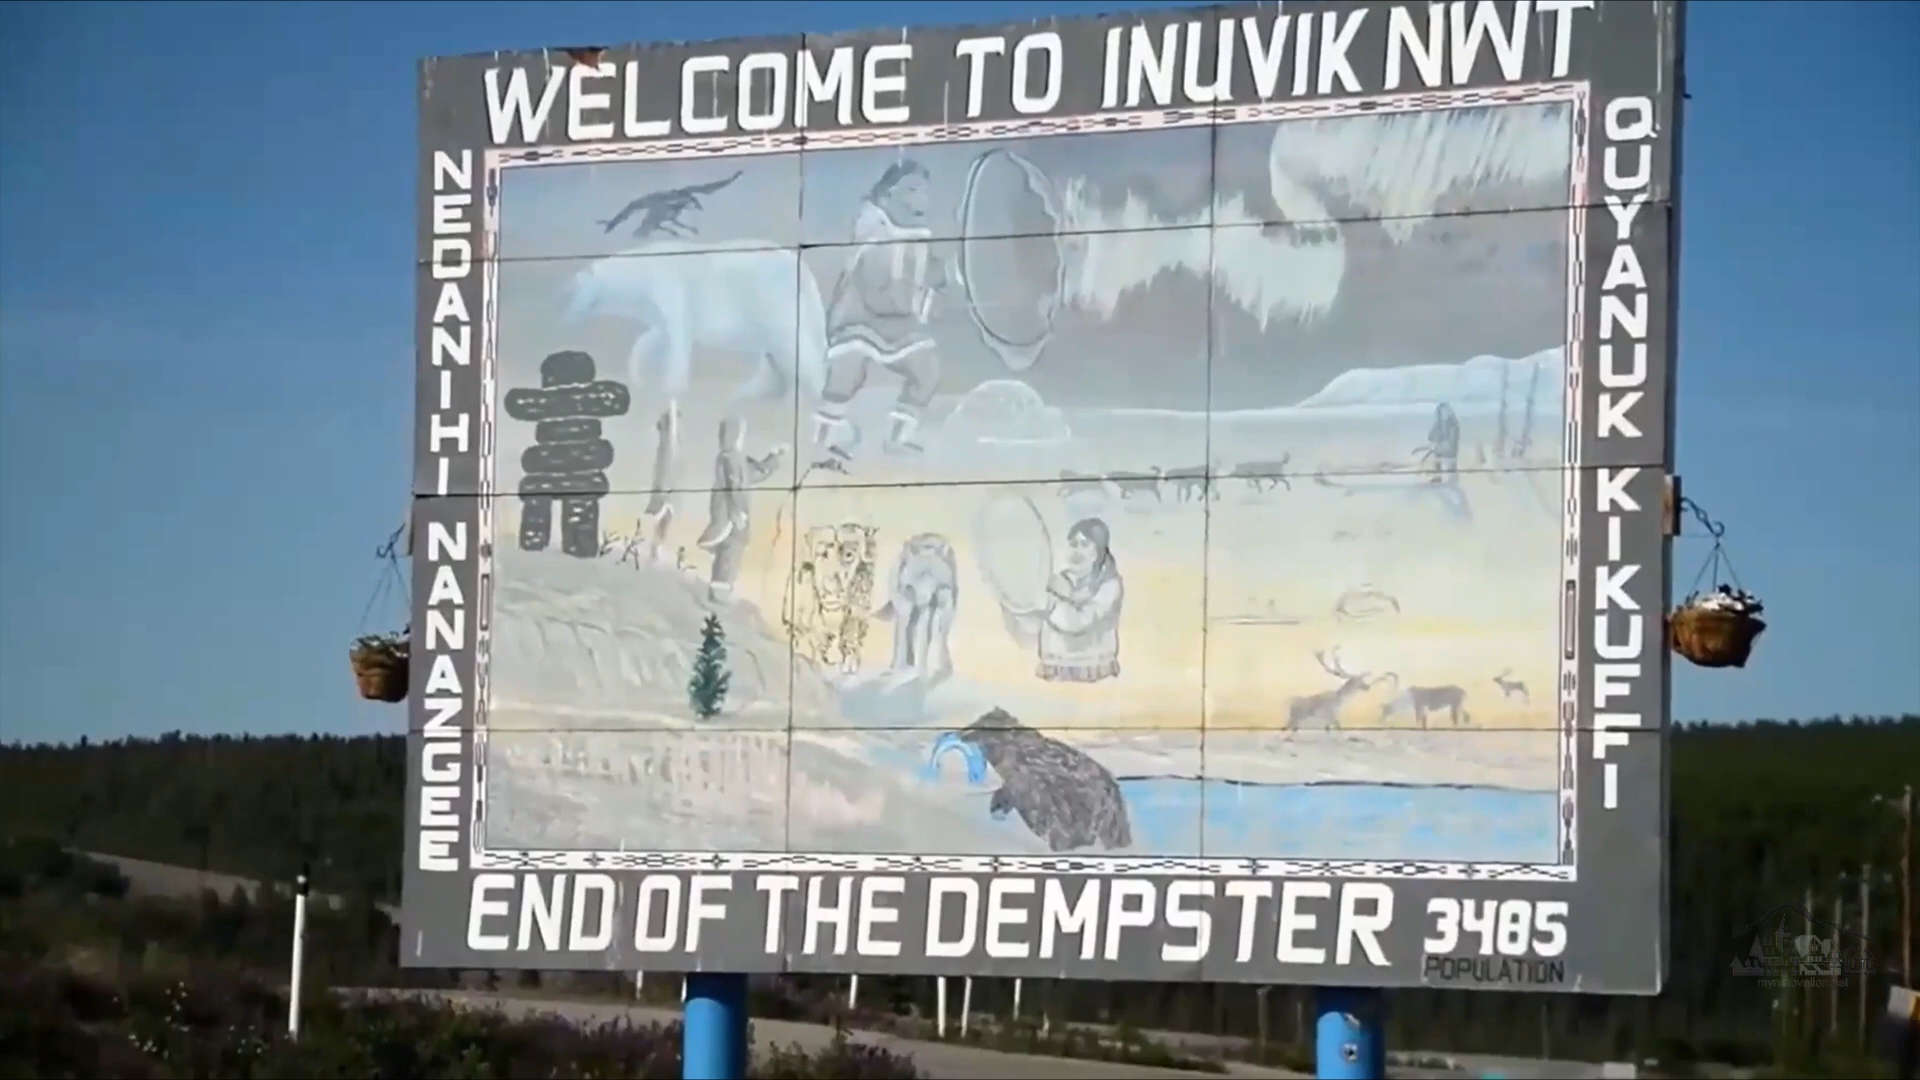 WELCOME TO INUVIK NWT
NEDANIHI NANAZGEE
QUYANUK KIKUFFI
END OF THE DEMPSTER 3485
POPULATION